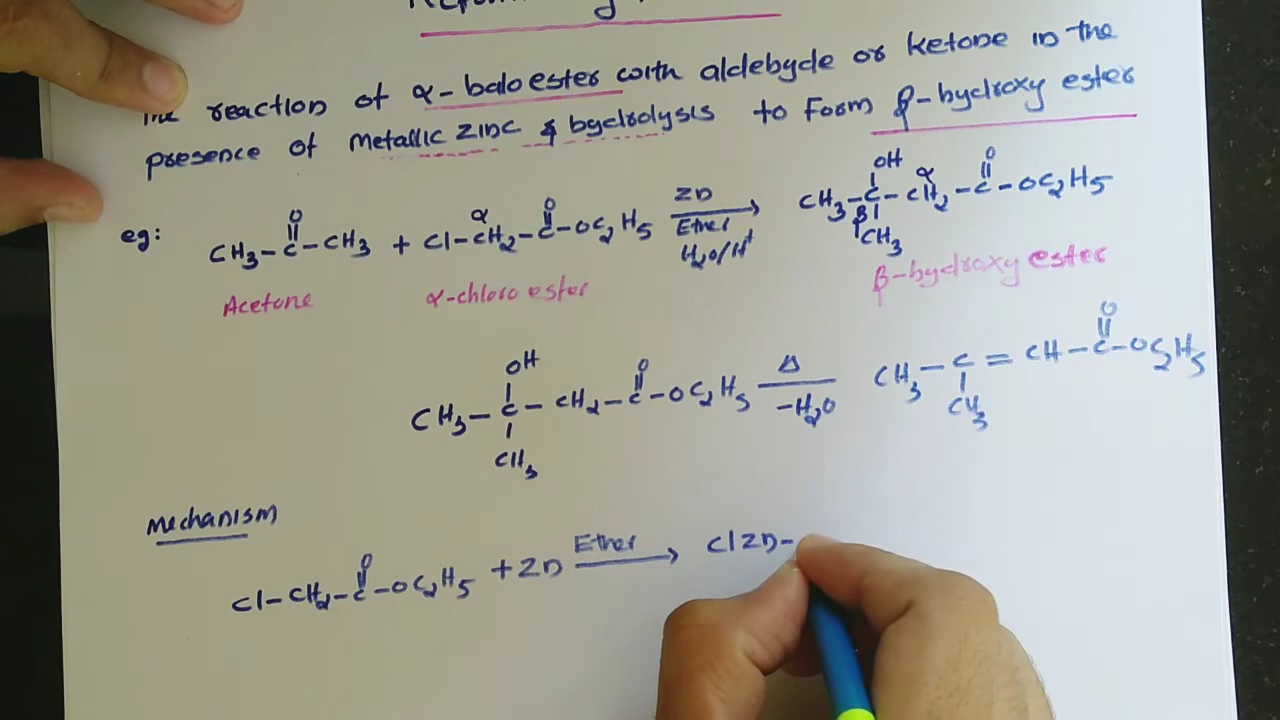 The reaction of α-haloester with aldehyde or ketone in the
presence of Metallic zinc & hydrolysis to form β-hydroxy ester
eg: CH3-C(=O)-CH3 + Cl-CH2-C(=O)-OC2H5 Zn Ether H2O/H+ → CH3-C(OH)(CH3)-CH2-C(=O)-OC2H5
α α β
Acetone α-chloro ester β-hydroxy ester
CH3-C(OH)(CH3)-CH2-C(=O)-OC2H5 Δ -H2O CH3-C(CH3)=CH-C(=O)-OC2H5
Mechanism
Cl-CH2-C(=O)-OC2H5 + Zn Ether → ClZn-